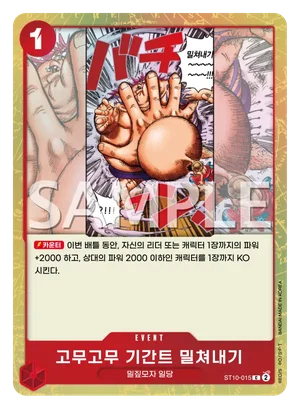 1
バチ
밀쳐내기
~~~!!!
?!!
SAMPLE
카운터 이번 배틀 동안, 자신의 리더 또는 캐릭터 1장까지의 파워
+2000 하고, 상대의 파워 2000 이하인 캐릭터를 1장까지 KO
시킨다.
EVENT
고무고무 기간트 밀쳐내기
밀짚모자 일당
ST10-015 C 2